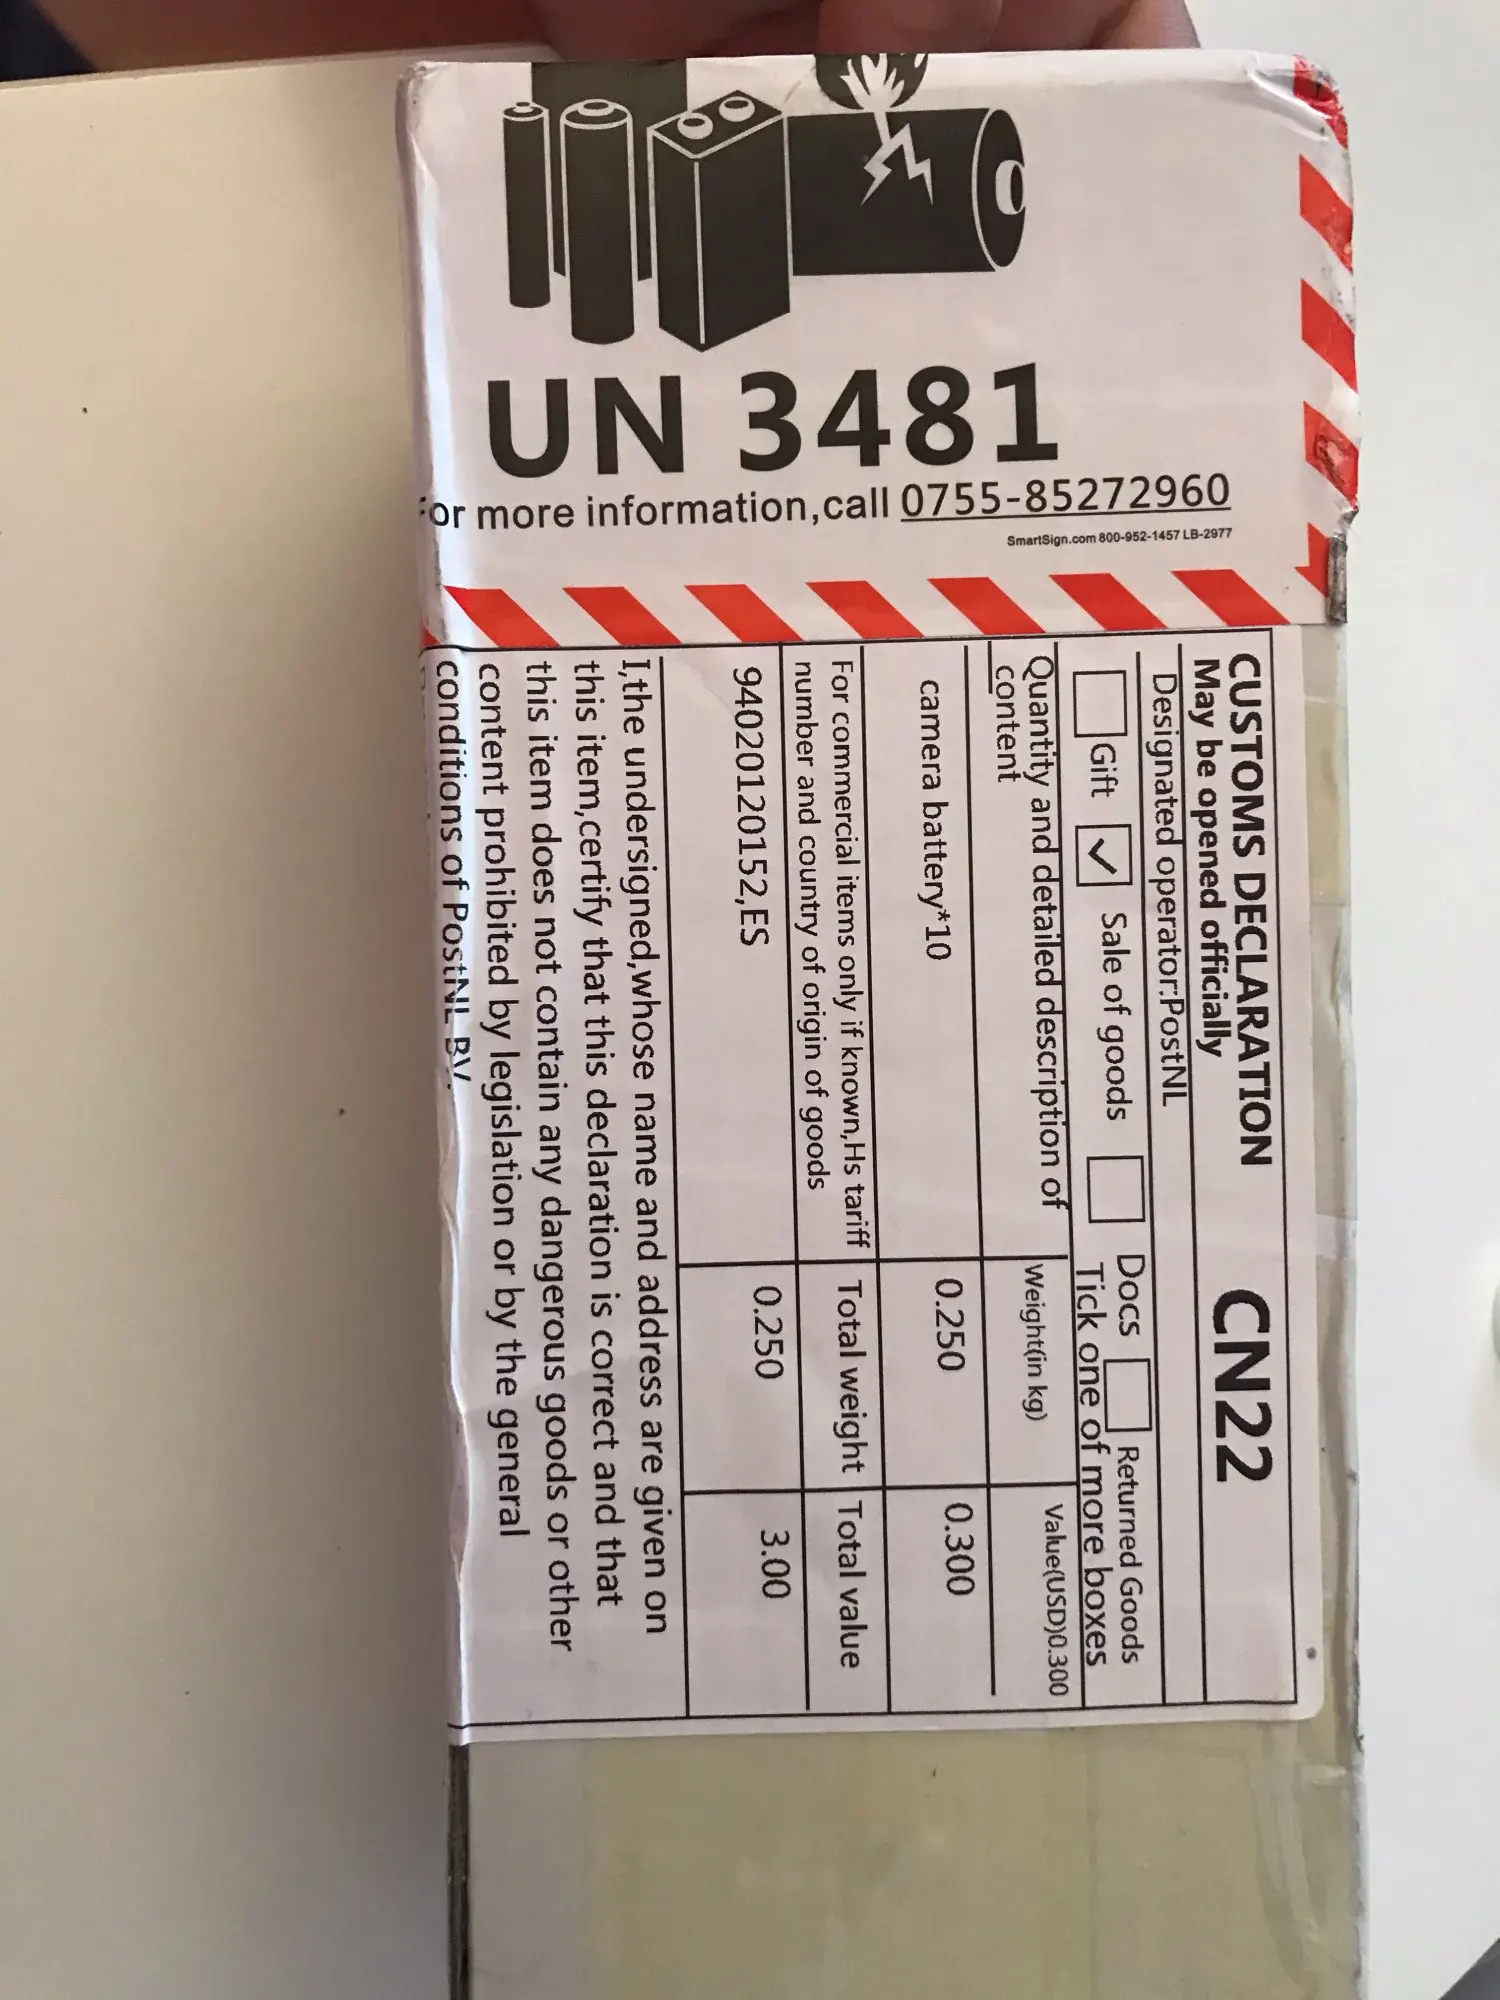 UN 3481
For more information,call 0755-85272960
SmartSign.com 800-952-1457 LB-2977
CUSTOMS DECLARATION CN22
May be opened officially
Designated operator:PostNL
Gift Sale of goods Docs Returned Goods
Tick one of more boxes
Quantity and detailed description of content Weight(in kg) Value(USD)0.300
camera battery*10 0.250 0.300
For commercial items only if known,Hs tariff number and country of origin of goods Total weight Total value
94020120152,ES 0.250 3.00
I,the undersigned,whose name and address are given on
this item,certify that this declaration is correct and that
this item does not contain any dangerous goods or other
content prohibited by legislation or by the general
conditions of PostNL BV.